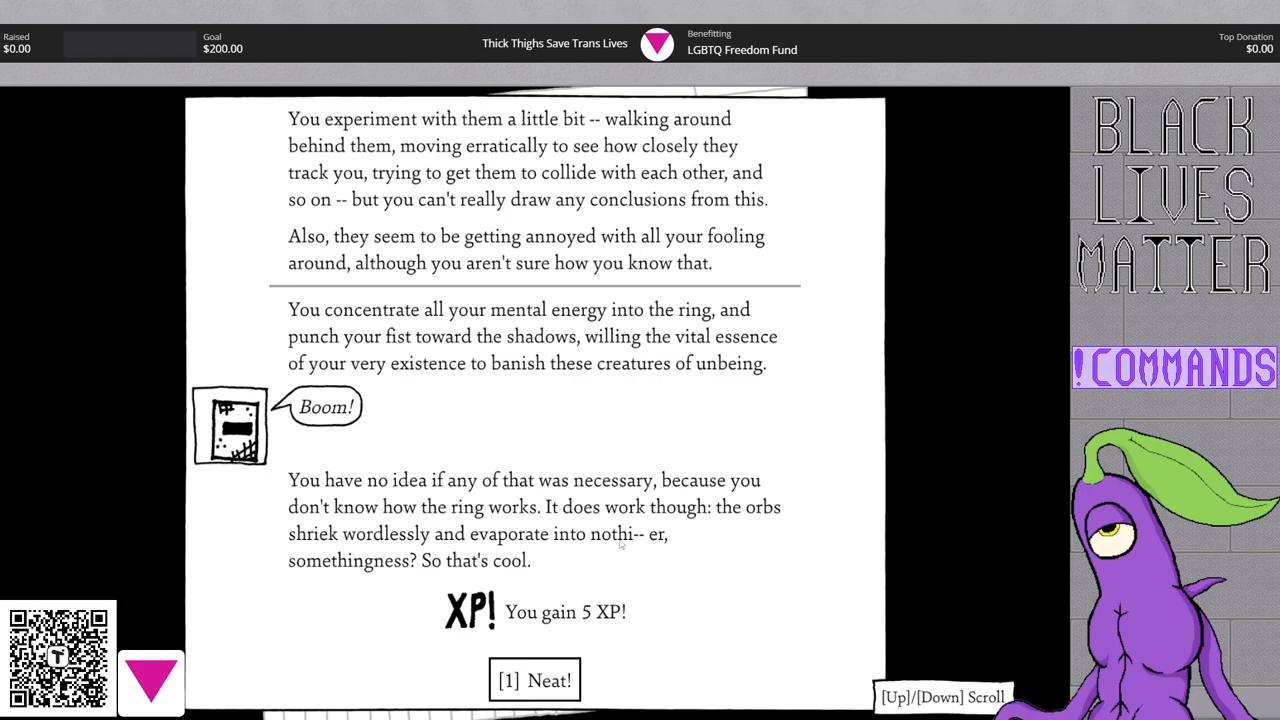 Raised
$0.00
Goal
$200.00
Thick Thighs Save Trans Lives
Benefitting
LGBTQ Freedom Fund
Top Donation
$0.00
You experiment with them a little bit -- walking around
behind them, moving erratically to see how closely they
track you, trying to get them to collide with each other, and
so on -- but you can't really draw any conclusions from this.
Also, they seem to be getting annoyed with all your fooling
around, although you aren't sure how you know that.
You concentrate all your mental energy into the ring, and
punch your fist toward the shadows, willing the vital essence
of your very existence to banish these creatures of unbeing.
Boom!
You have no idea if any of that was necessary, because you
don't know how the ring works. It does work though: the orbs
shriek wordlessly and evaporate into nothi-- er,
somethingness? So that's cool.
XP! You gain 5 XP!
[1] Neat!
[Up]/[Down] Scroll
BLACK
LIVES
MATTER
!COMMANDS
T